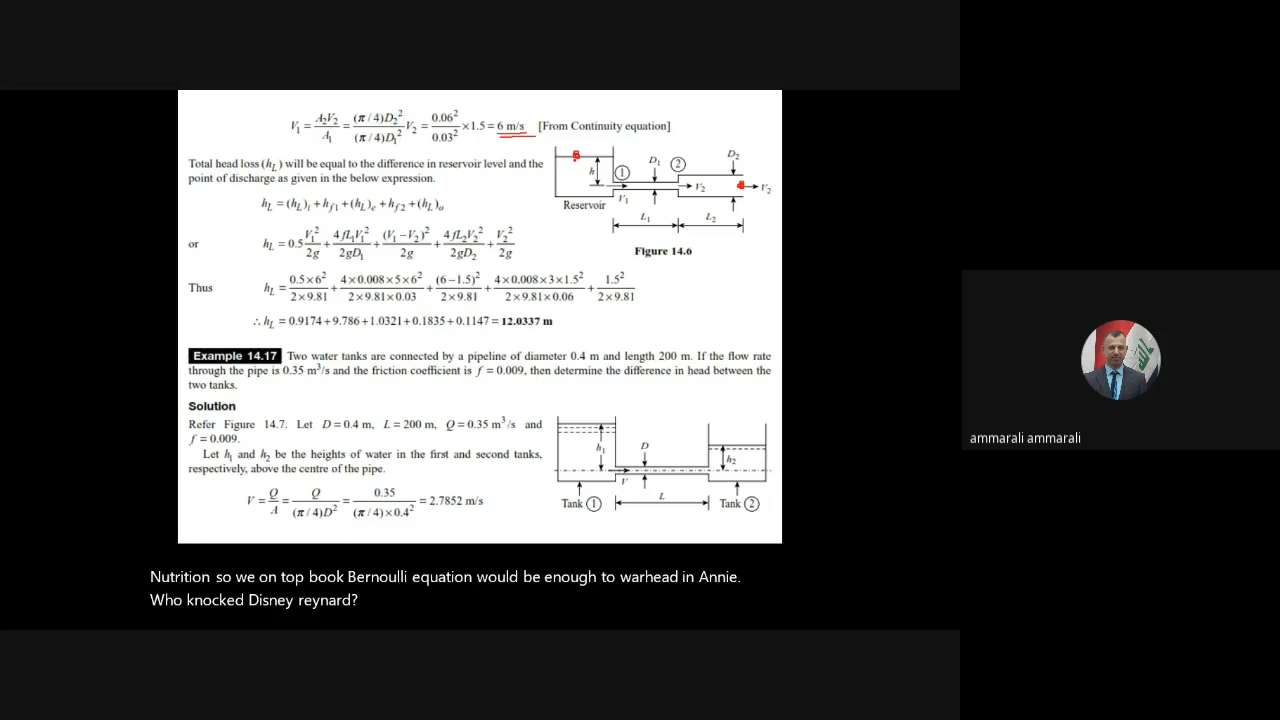 V₁ = A₂V₂/A₁ = (π/4)D₂²/(π/4)D₁² V₂ = 0.06²/0.03² × 1.5 = 6 m/s [From Continuity equation]
Total head loss (h_L) will be equal to the difference in reservoir level and the
point of discharge as given in the below expression.
h_L = (h_L)_i + h_f1 + (h_L)_e + h_f2 + (h_L)_o
or h_L = 0.5 V₁²/2g + 4fL₁V₁²/2gD₁ + (V₁ − V₂)²/2g + 4fL₂V₂²/2gD₂ + V₂²/2g
Thus h_L = 0.5×6²/2×9.81 + 4×0.008×5×6²/2×9.81×0.03 + (6−1.5)²/2×9.81 + 4×0.008×3×1.5²/2×9.81×0.06 + 1.5²/2×9.81
∴ h_L = 0.9174 + 9.786 + 1.0321 + 0.1835 + 0.1147 = 12.0337 m
D₁ ② D₂
h ①
V₂ V₂
V₁
Reservoir
L₁ L₂
Figure 14.6
Example 14.17 Two water tanks are connected by a pipeline of diameter 0.4 m and length 200 m. If the flow rate
through the pipe is 0.35 m³/s and the friction coefficient is f = 0.009, then determine the difference in head between the
two tanks.
Solution
Refer Figure 14.7. Let D = 0.4 m, L = 200 m, Q = 0.35 m³/s and
f = 0.009.
Let h₁ and h₂ be the heights of water in the first and second tanks,
respectively, above the centre of the pipe.
V = Q/A = Q/(π/4)D² = 0.35/(π/4)×0.4² = 2.7852 m/s
h₁ D h₂
V
Tank ① L Tank ②
ammarali ammarali
Nutrition so we on top book Bernoulli equation would be enough to warhead in Annie.
Who knocked Disney reynard?